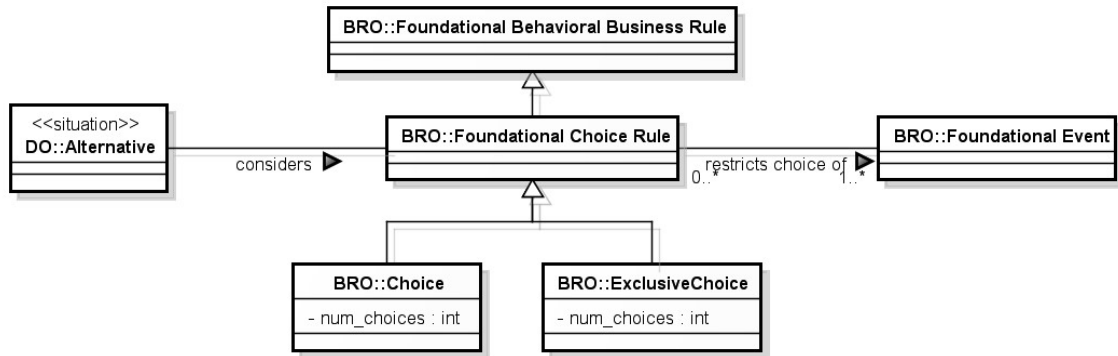 BRO::Foundational Behavioral Business Rule
<<situation>>
DO::Alternative
BRO::Foundational Choice Rule
BRO::Foundational Event
considers
restricts choice of
0..*
1..*
BRO::Choice
- num_choices : int
BRO::ExclusiveChoice
- num_choices : int